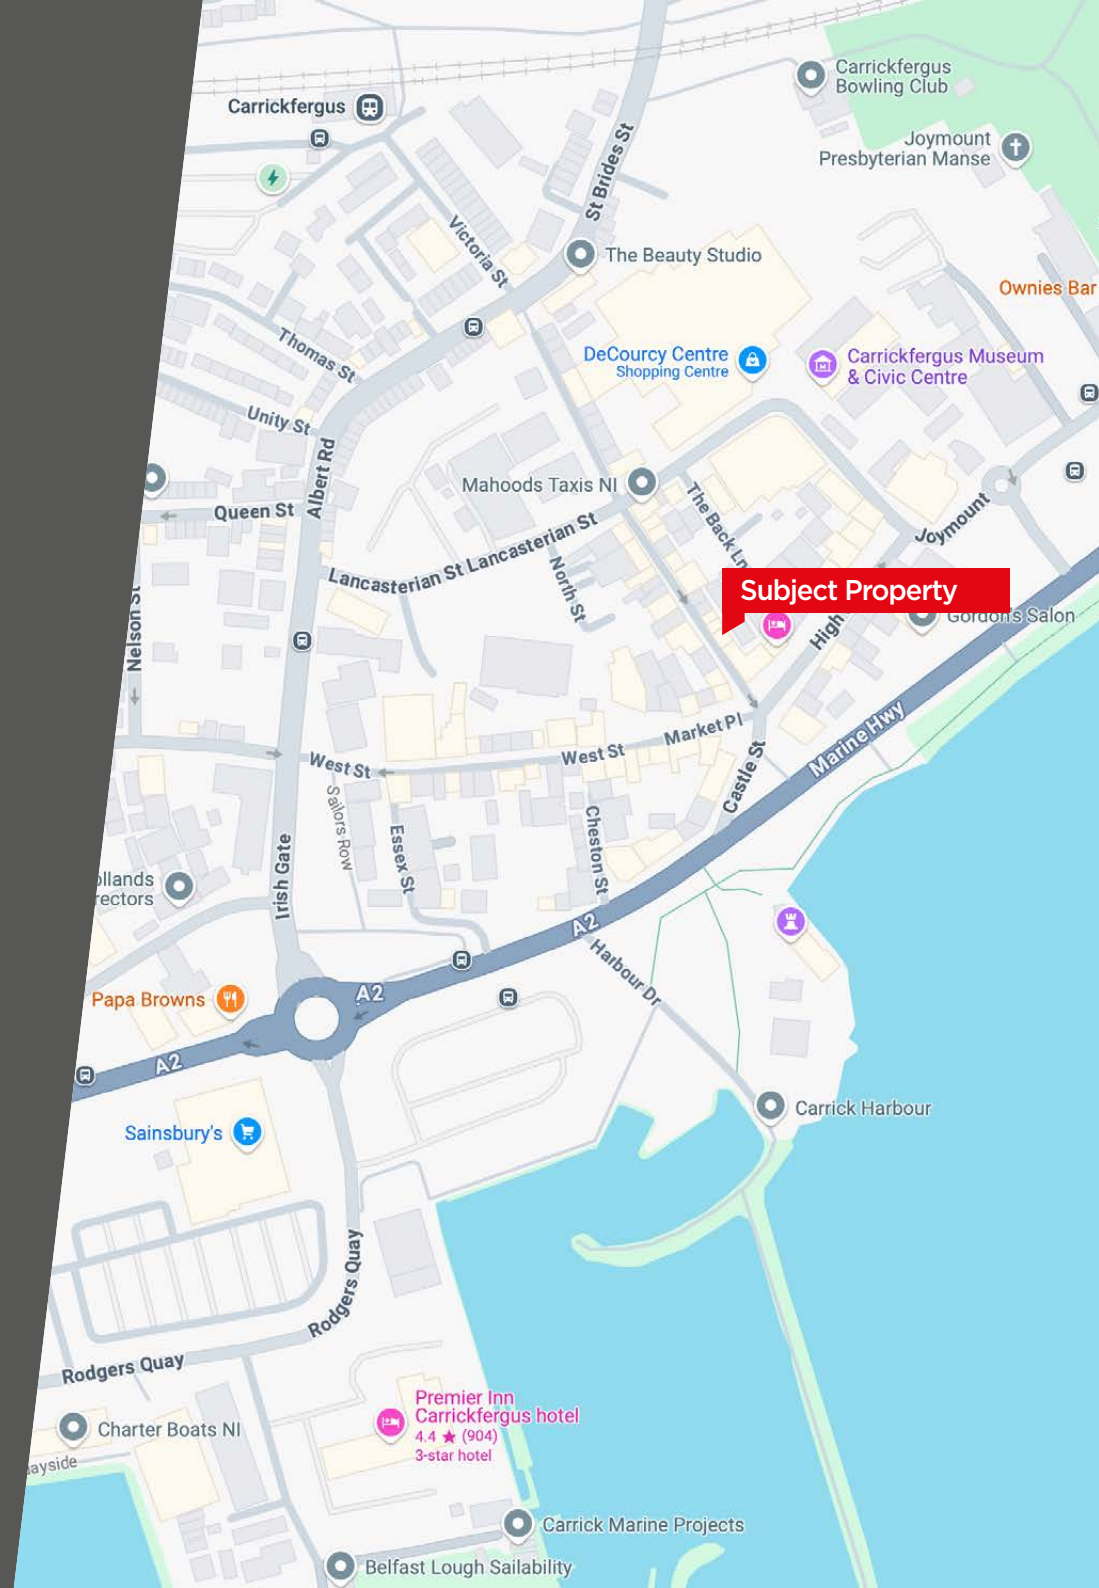 Carrickfergus
Bowling Club
Carrickfergus
Joymount
Presbyterian Manse
St Brides St
Victoria St
The Beauty Studio
Ownies Bar
Thomas St
DeCourcy Centre
Shopping Centre
Carrickfergus Museum
& Civic Centre
Unity St
Albert Rd
Mahoods Taxis NI
Queen St
The Back Ln
Joymount
Lancasterian St
Lancasterian St
North St
Subject Property
Nelson St
High
Gordon's Salon
Market Pl
Marine Hwy
West St
West St
Castle St
Sailors Row
Essex St
Cheston St
Irish Gate
ollands
rectors
A2
Harbour Dr
Papa Browns
A2
A2
Carrick Harbour
Sainsbury's
Rodgers Quay
Rodgers Quay
Premier Inn
Carrickfergus hotel
4.4 ★ (904)
3-star hotel
Charter Boats NI
ayside
Carrick Marine Projects
Belfast Lough Sailability